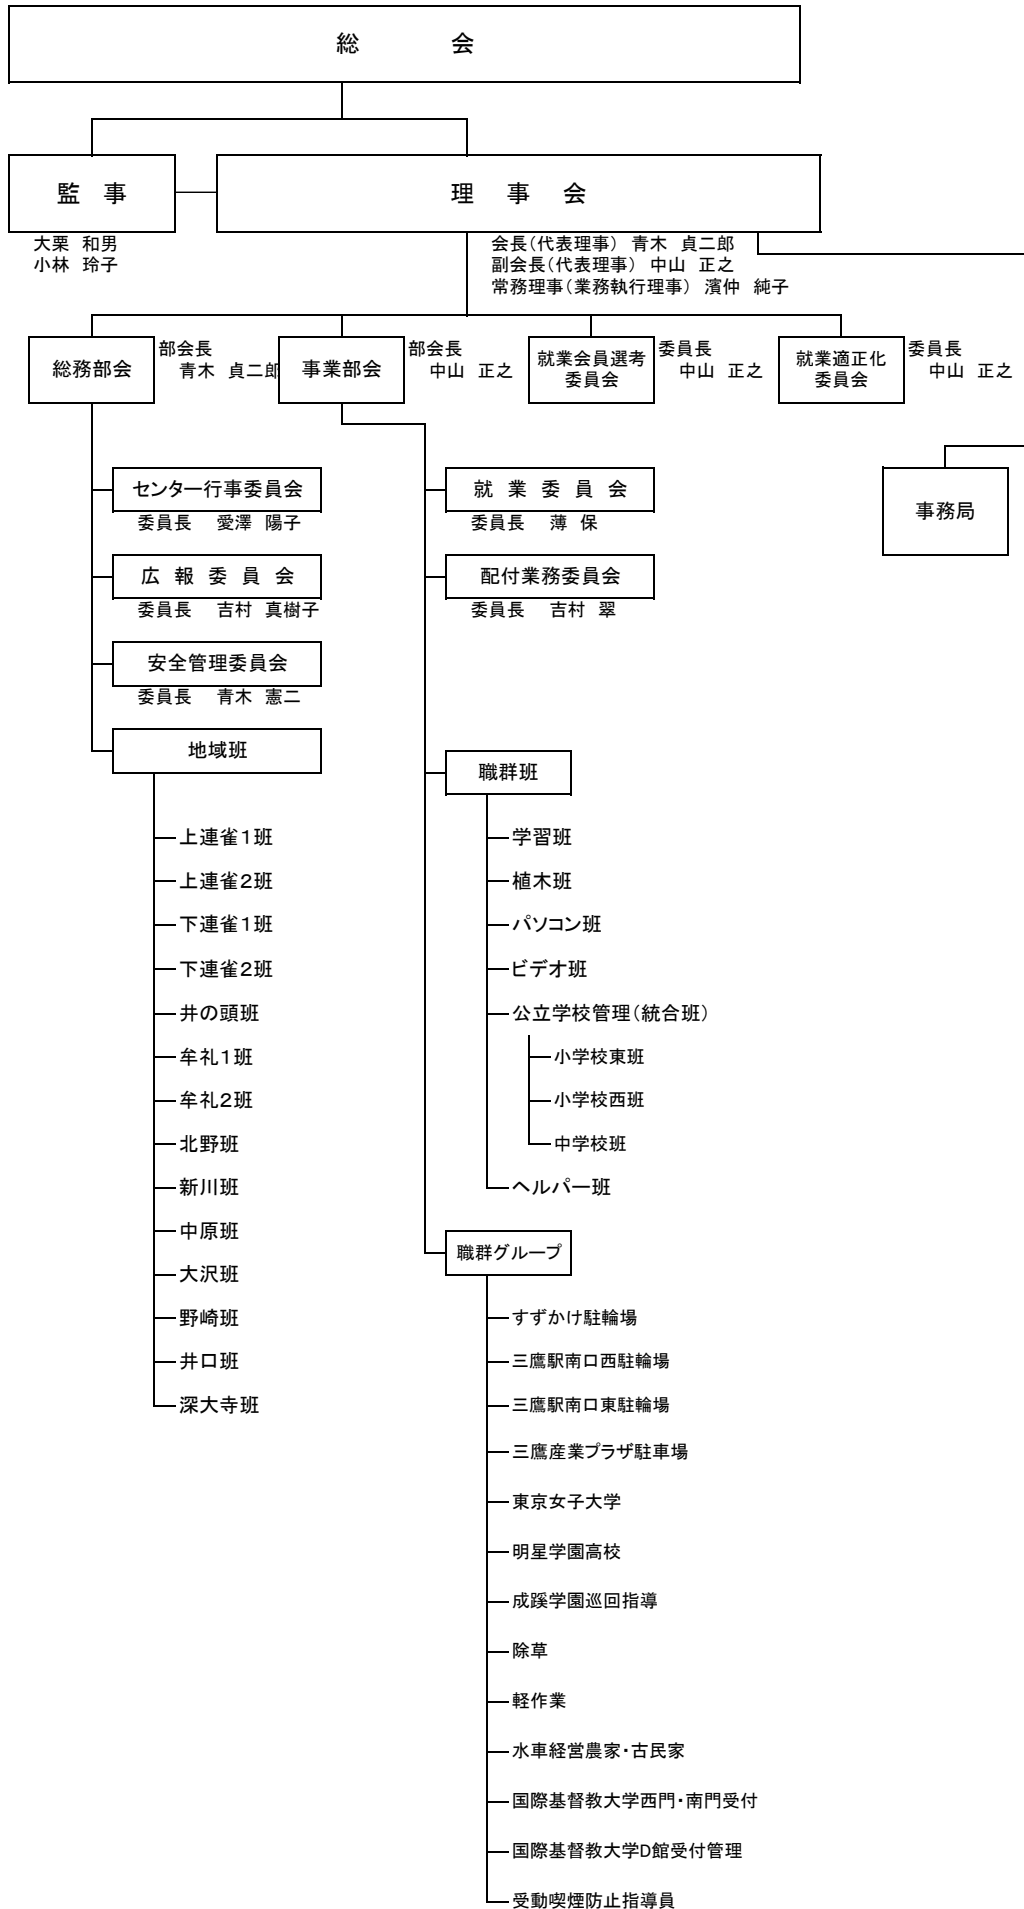 総 会
監 事
理 事 会
大栗 和男
小林 玲子
会長(代表理事) 青木 貞二郎
副会長(代表理事) 中山 正之
常務理事(業務執行理事) 濱仲 純子
総務部会
部会長
青木 貞二郎
事業部会
部会長
中山 正之
就業会員選考
委員会
委員長
中山 正之
就業適正化
委員会
委員長
中山 正之
事務局
センター行事委員会
委員長 愛澤 陽子
広 報 委 員 会
委員長 吉村 真樹子
安全管理委員会
委員長 青木 憲二
地域班
上連雀1班
上連雀2班
下連雀1班
下連雀2班
井の頭班
牟礼1班
牟礼2班
北野班
新川班
中原班
大沢班
野崎班
井口班
深大寺班
就 業 委 員 会
委員長 薄 保
配付業務委員会
委員長 吉村 翠
職群班
学習班
植木班
パソコン班
ビデオ班
公立学校管理(統合班)
小学校東班
小学校西班
中学校班
ヘルパー班
職群グループ
すずかけ駐輪場
三鷹駅南口西駐輪場
三鷹駅南口東駐輪場
三鷹産業プラザ駐車場
東京女子大学
明星学園高校
成蹊学園巡回指導
除草
軽作業
水車経営農家・古民家
国際基督教大学西門・南門受付
国際基督教大学D館受付管理
受動喫煙防止指導員